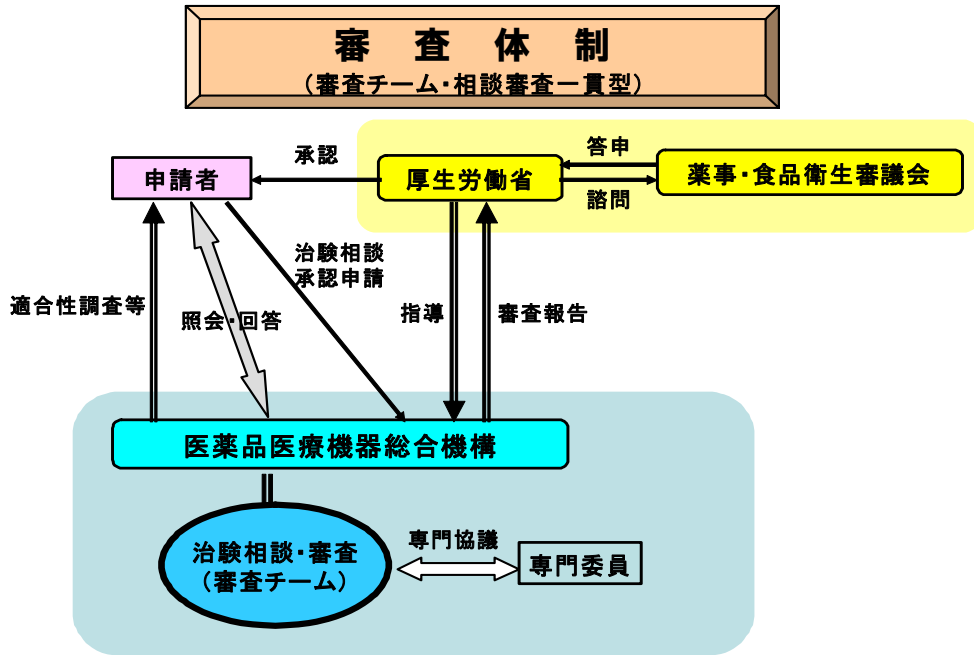 審査体制
（審査チーム・相談審査一貫型）
申請者
承認
厚生労働省
答申
諮問
薬事・食品衛生審議会
適合性調査等
照会・回答
治験相談
承認申請
指導
審査報告
医薬品医療機器総合機構
治験相談・審査
（審査チーム）
専門協議
専門委員